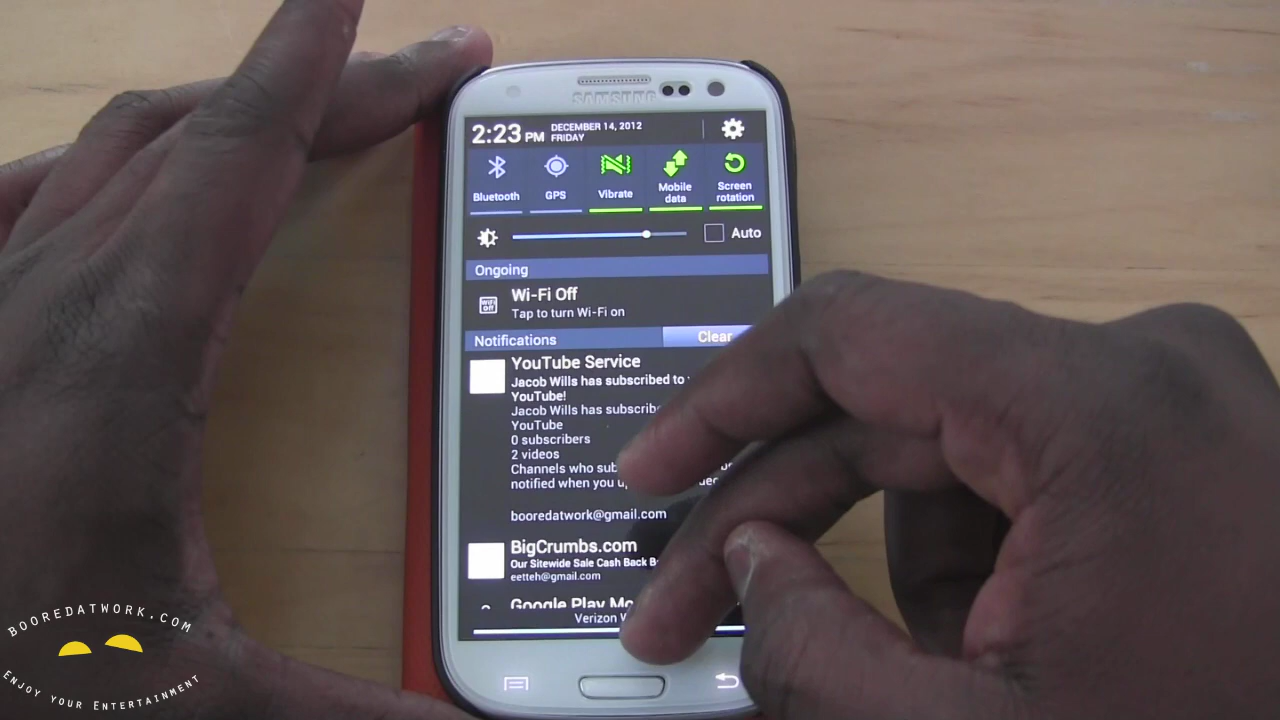 SAMSUNG
2:23 PM
DECEMBER 14, 2012
FRIDAY
Bluetooth
GPS
Vibrate
Mobile
data
Screen
rotation
Auto
Ongoing
WiFi
off
Wi-Fi Off
Tap to turn Wi-Fi on
Notifications
Clear
YouTube Service
Jacob Wills has subscribed to
YouTube!
Jacob Wills has
YouTube
0 subscribers
2 videos
Channels who
notified when you
booredatwork@gmail.com
BigCrumbs.com
Our Sitewide Sale Cash Back
eetteh@gmail.com
Google Play
Verizon
BOOREDATWORK.COM
ENJOY YOUR ENTERTAINMENT